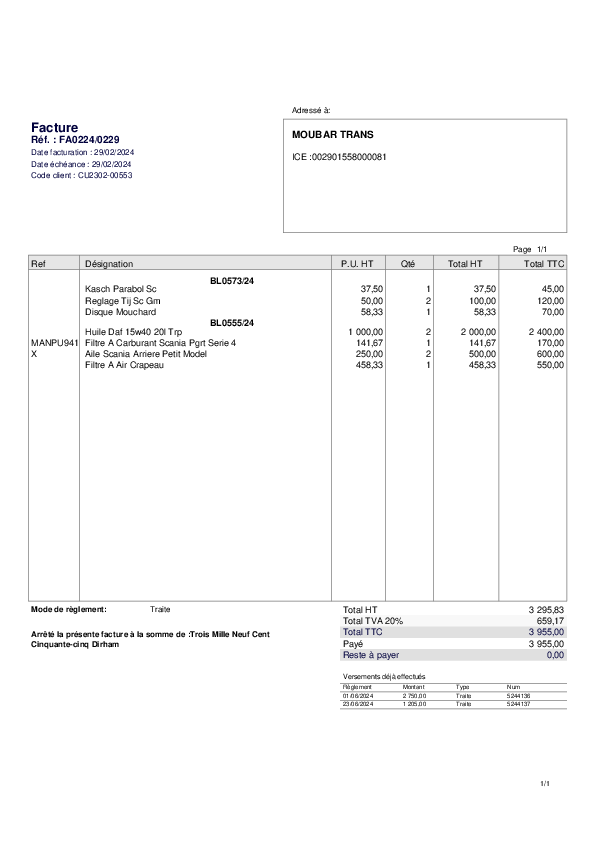 Adressé à:
Facture
Réf. : FA0224/0229
Date facturation : 29/02/2024
Date échéance : 29/02/2024
Code client : CU2302-00553
MOUBAR TRANS
ICE :002901558000081
Page 1/1
Ref Désignation P.U. HT Qté Total HT Total TTC
BL0573/24
Kasch Parabol Sc 37,50 1 37,50 45,00
Reglage Tij Sc Gm 50,00 2 100,00 120,00
Disque Mouchard 58,33 1 58,33 70,00
BL0555/24
Huile Daf 15w40 20l Trp 1 000,00 2 2 000,00 2 400,00
MANPU941 Filtre A Carburant Scania Pgrt Serie 4 141,67 1 141,67 170,00
X Aile Scania Arriere Petit Model 250,00 2 500,00 600,00
Filtre A Air Crapeau 458,33 1 458,33 550,00
Mode de règlement: Traite
Arrêté la présente facture à la somme de :Trois Mille Neuf Cent
Cinquante-cinq Dirham
Total HT 3 295,83
Total TVA 20% 659,17
Total TTC 3 955,00
Payé 3 955,00
Reste à payer 0,00
Versements déjà effectués
Règlement Montant Type Num
01/06/2024 2 750,00 Traite 5244136
23/06/2024 1 205,00 Traite 5244137
1/1